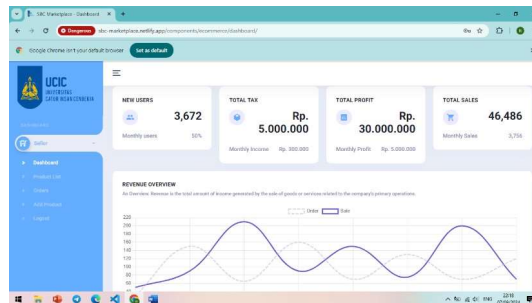 SBC Marketplace - Dashboard
Dangerous
sbc-marketplace.netlify.app/components/ecommerce/dashboard/
Google Chrome isn't your default browser
Set as default
UCIC
UNIVERSITAS
CATUR INSAN CENDEKIA
Seller
Dashboard
Product List
Orders
Add Product
Logout
NEW USERS
3,672
Monthly users
50%
TOTAL TAX
Rp.
5.000.000
Monthly Income
Rp. 300.000
TOTAL PROFIT
Rp.
30.000.000
Monthly Profit
Rp. 5.000.000
TOTAL SALES
46,486
Monthly Sales
3,756
REVENUE OVERVIEW
An Overview. Revenue is the total amount of income generated by the sale of goods or services related to the company's primary operations.
Order
Sale
220
200
180
160
140
120
100
80
60
ENG
22:18